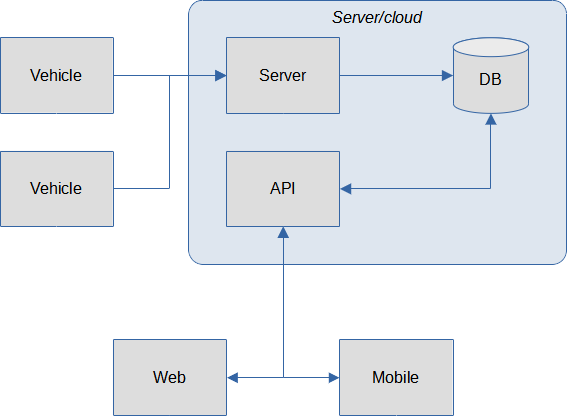 Server/cloud
Vehicle
Server
DB
Vehicle
API
Web
Mobile